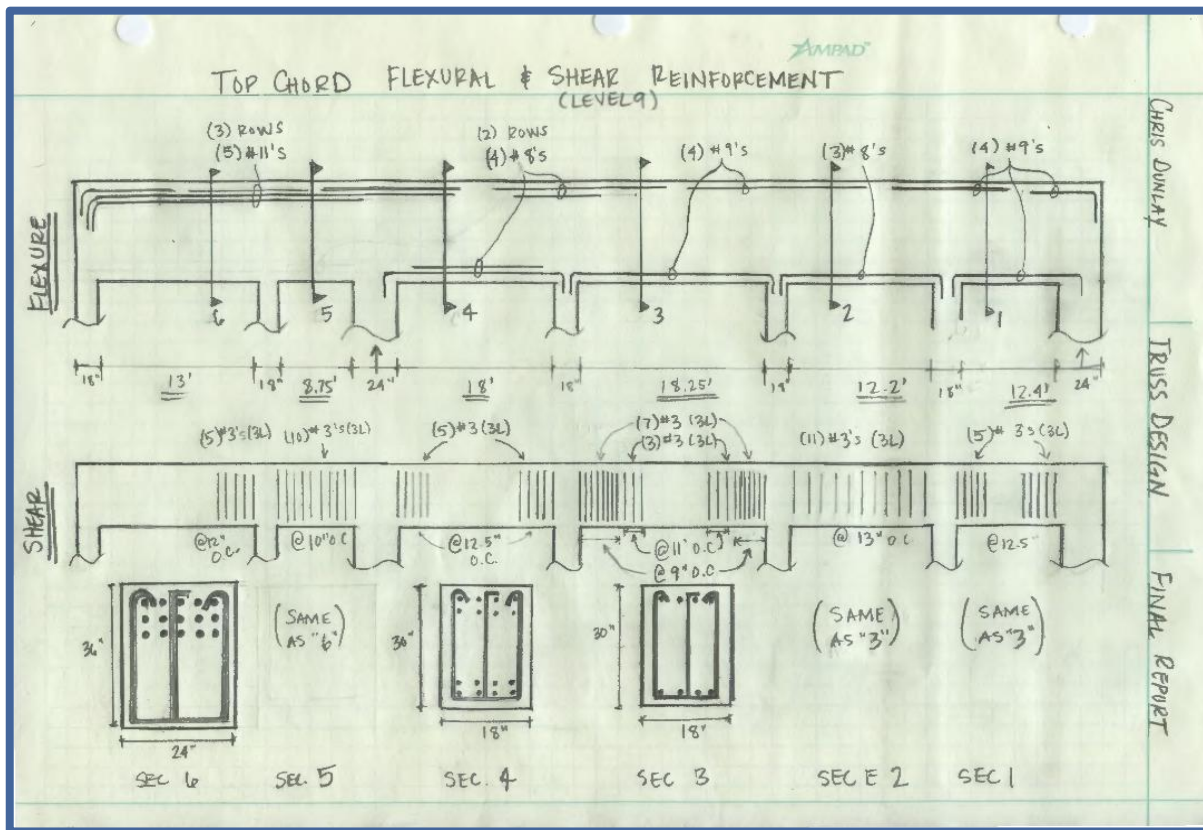 AMPAD™
TOP CHORD FLEXURAL & SHEAR REINFORCEMENT
(LEVEL 9)
CHRIS DUNLAY
TRUSS DESIGN
FINAL REPORT
FLEXURE
(3) ROWS
(5) #11'S
(2) ROWS
(4) #8'S
(4) #9'S
(3) #8'S
(4) #9'S
6
5
4
3
2
1
18"
13'
18"
8.75'
24"
18'
18"
18.25'
18"
12.2'
18"
12.4'
24"
SHEAR
(5) #3's (3L)
(10) #3's (3L)
(5) #3 (3L)
(7) #3 (3L)
(3) #3 (3L)
(11) #3's (3L)
(5) # 3's (3L)
@12"
O.C.
@10" O.C
@12.5"
O.C.
@11" O.C
@9" O.C
@ 13" O.C
@12.5"
36"
24"
(SAME
AS "6")
30"
18"
30"
18"
(SAME
AS "3")
(SAME
AS "3")
SEC 6
SEC. 5
SEC. 4
SEC 3
SEC E 2
SEC 1